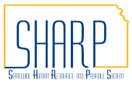 SHARP
STATEWIDE HUMAN RESOURCE AND PAYROLL SYSTEM